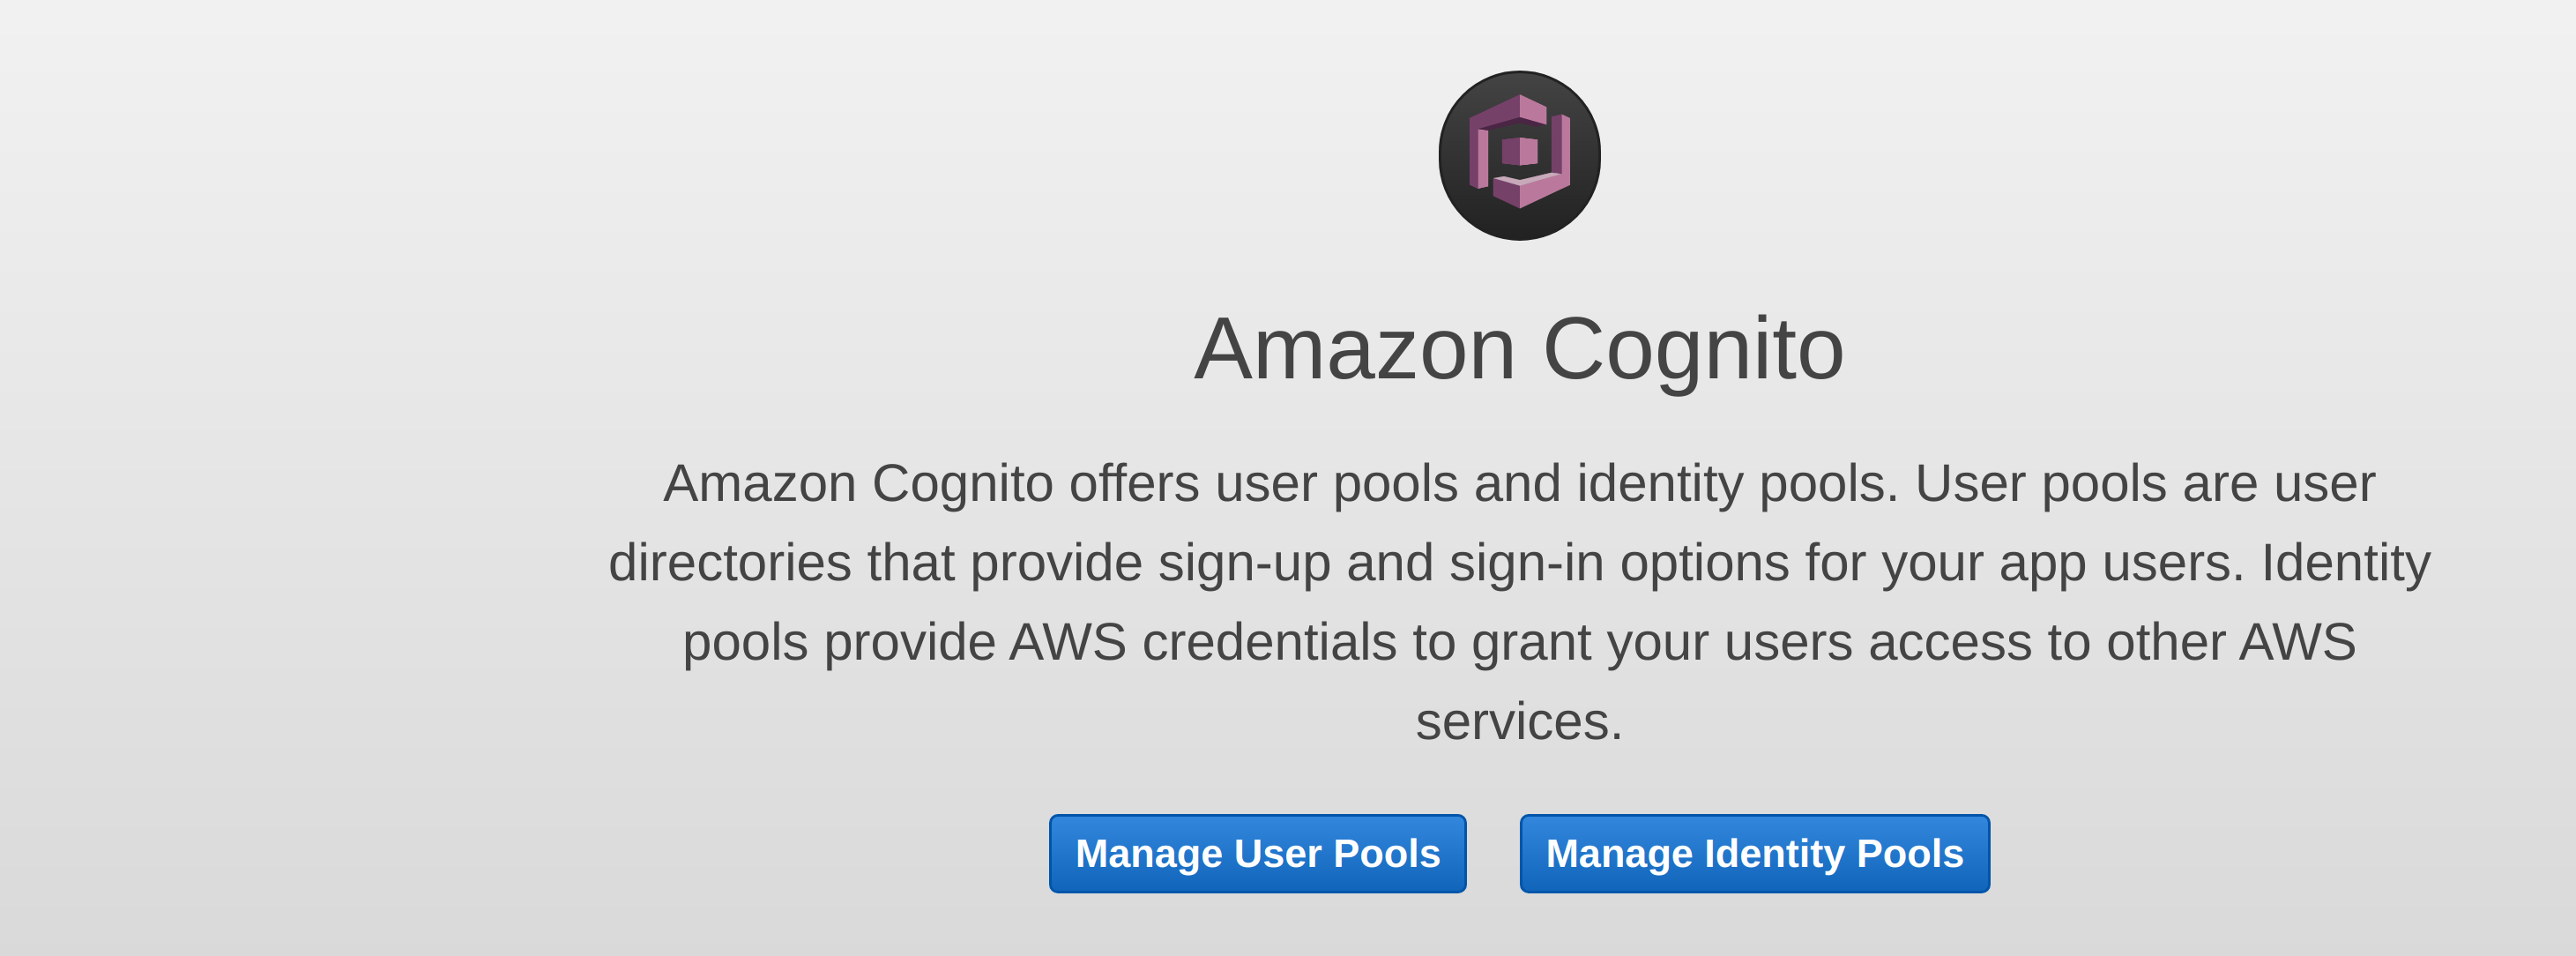 Amazon Cognito
Amazon Cognito offers user pools and identity pools. User pools are user
directories that provide sign-up and sign-in options for your app users. Identity
pools provide AWS credentials to grant your users access to other AWS
services.
Manage User Pools
Manage Identity Pools